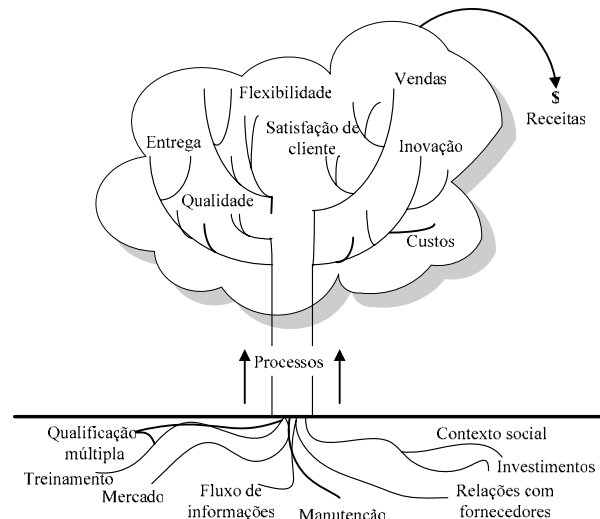 Vendas
Flexibilidade
$
Receitas
Satisfação de
cliente
Entrega
Inovação
Qualidade
Custos
Processos
Qualificação
múltipla
Contexto social
Treinamento
Investimentos
Mercado
Fluxo de
informações
Manutenção
Relações com
fornecedores